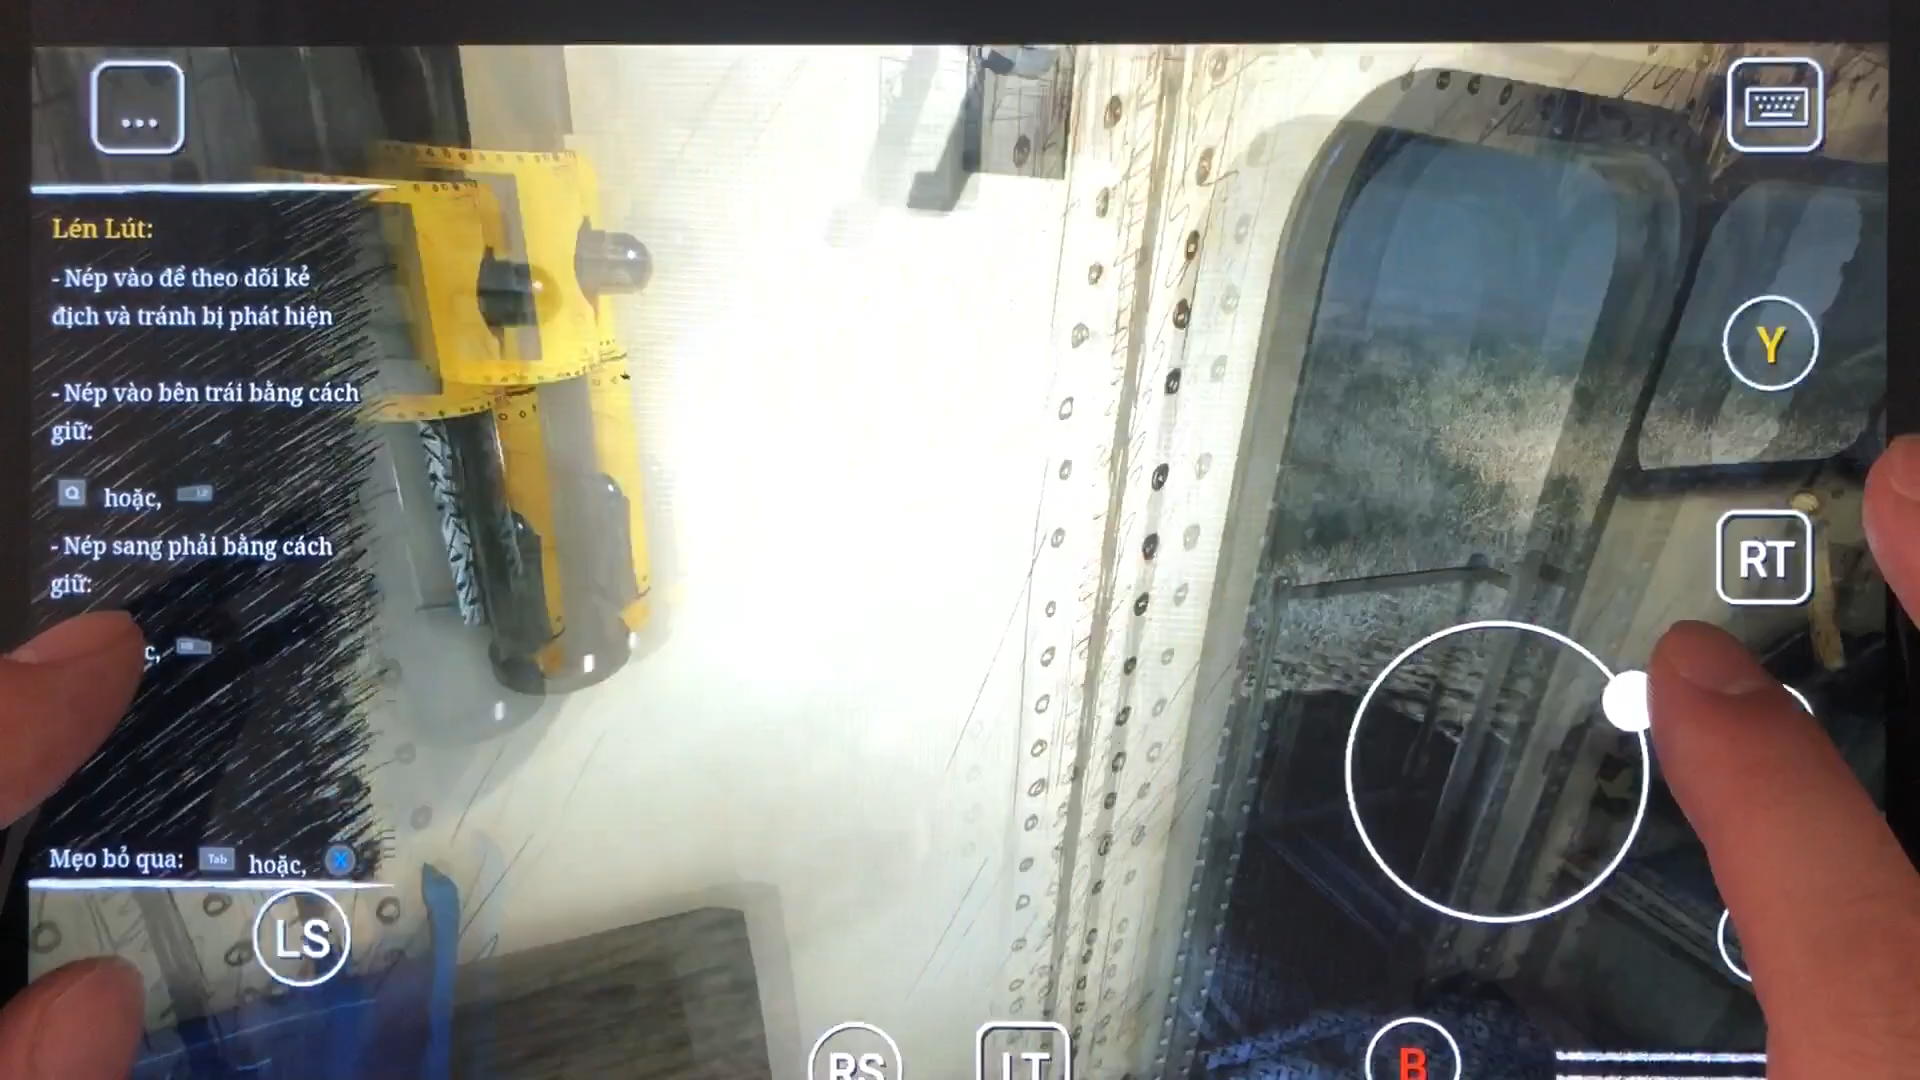 ...
Lén Lút:
- Nép vào để theo dõi kẻ
địch và tránh bị phát hiện
- Nép vào bên trái bằng cách
giữ:
Q hoặc,
- Nép sang phải bằng cách
giữ:
Mẹo bỏ qua: Tab hoặc, X
Y
RT
LS
RS
LT
B